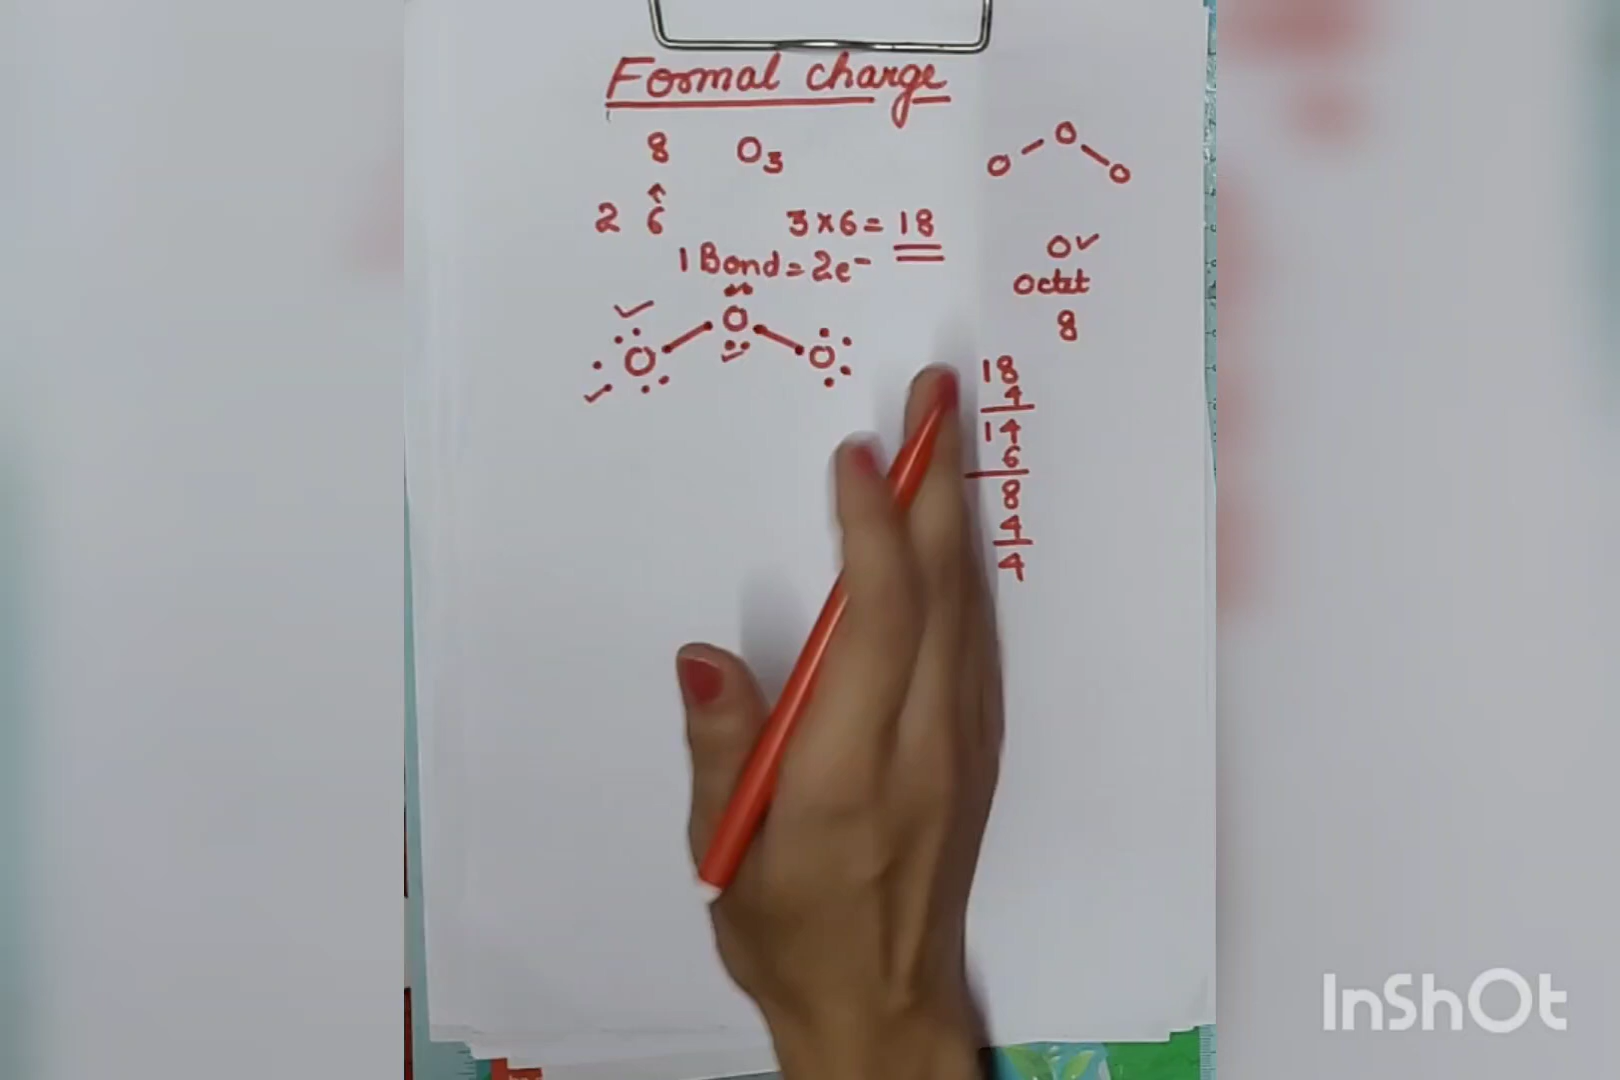 Formal charge
8 O3
2 6 3×6=18
1 Bond=2e-
O O O
O O O
O✓
Octet
8
18
4
14
6
8
4
4
InShOt